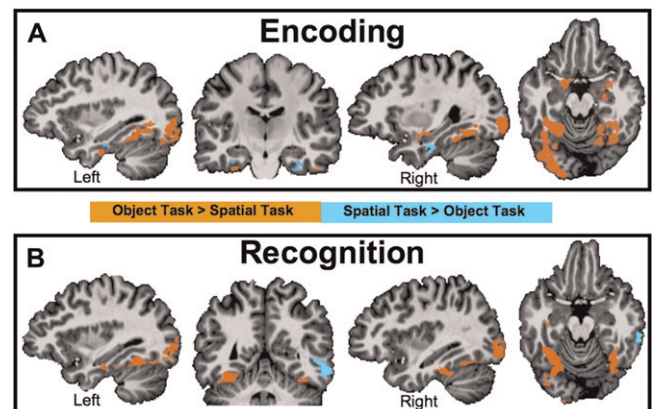 A
Encoding
Left
Right
Object Task > Spatial Task
Spatial Task > Object Task
B
Recognition
Left
Right